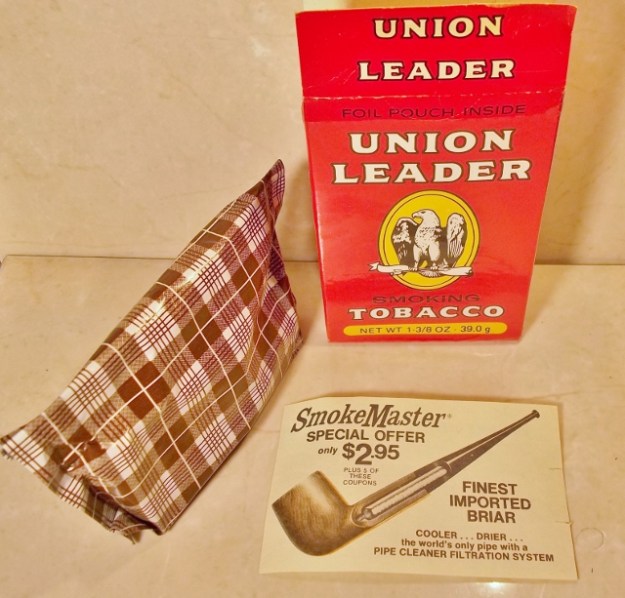 UNION
LEADER
FOIL POUCH INSIDE
UNION
LEADER
SMOKING
TOBACCO
NET WT 1-3/8 OZ - 39.0 g
SmokeMaster®
SPECIAL OFFER
only $2.95
PLUS 5 OF
THESE
COUPONS
FINEST
IMPORTED
BRIAR
COOLER . . . DRIER . . .
the world's only pipe with a
PIPE CLEANER FILTRATION SYSTEM